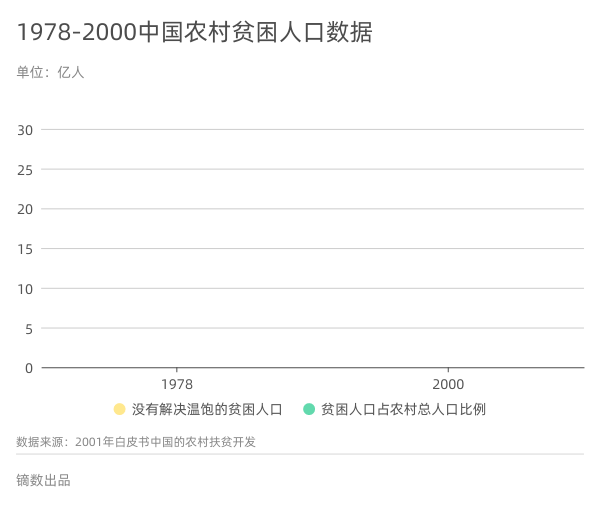 1978-2000中国农村贫困人口数据
单位：亿人
30
25
20
15
10
5
0
1978 2000
没有解决温饱的贫困人口 贫困人口占农村总人口比例
数据来源：2001年白皮书中国的农村扶贫开发
镝数出品